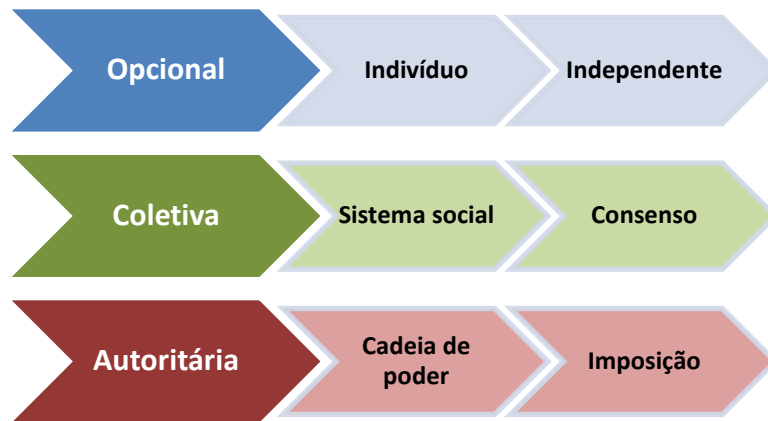 Opcional
Indivíduo
Independente
Coletiva
Sistema social
Consenso
Autoritária
Cadeia de
poder
Imposição